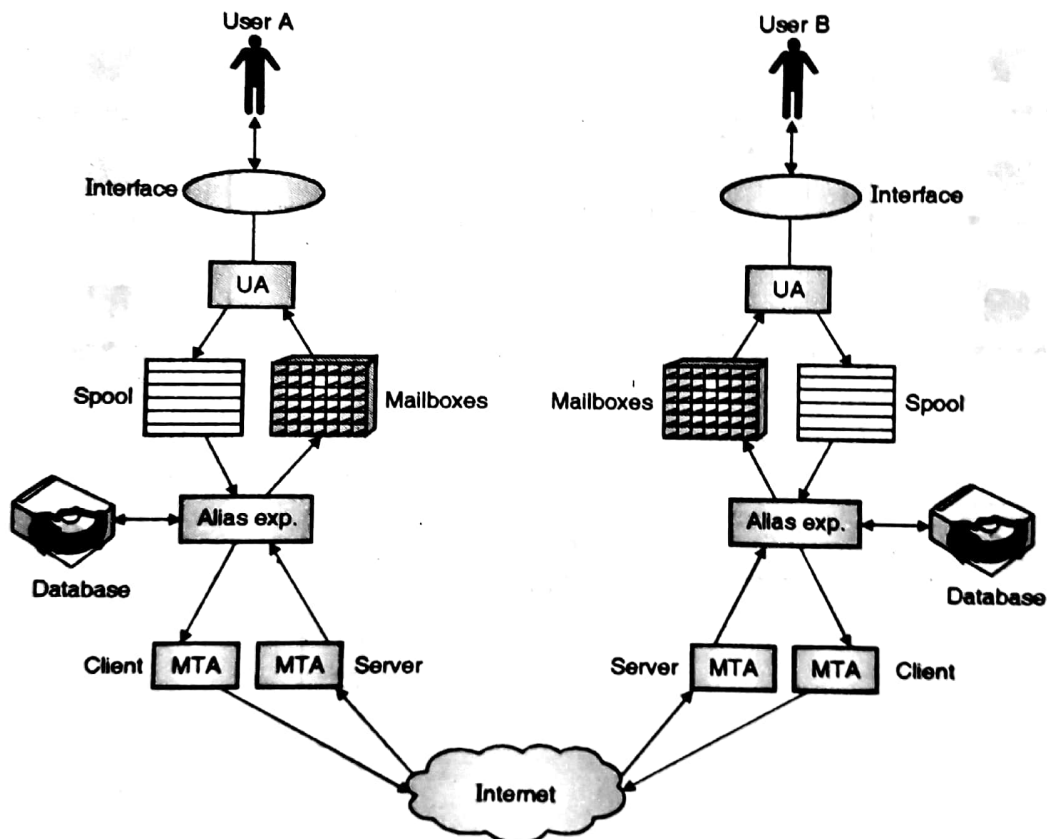 User A
User B
Interface
Interface
UA
UA
Spool
Mailboxes
Mailboxes
Spool
Alias exp.
Alias exp.
Database
Database
Client
MTA
MTA
Server
Server
MTA
MTA
Client
Internet